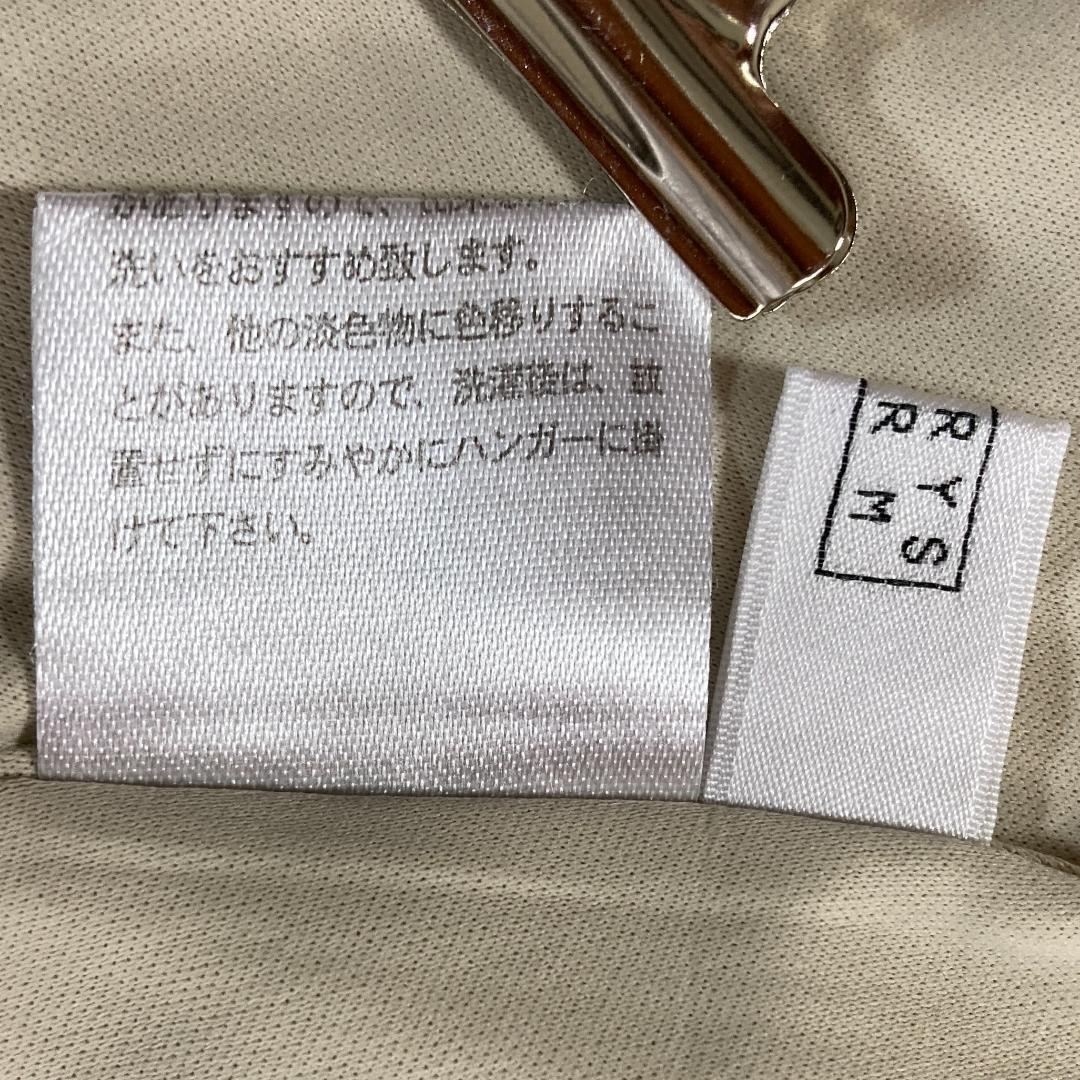 洗いをおすすめ致します。
また、他の淡色物に色移りするこ
とがありますので、洗濯後は、放
置せずにすみやかにハンガーに掛
けて下さい。
R Y S
R M